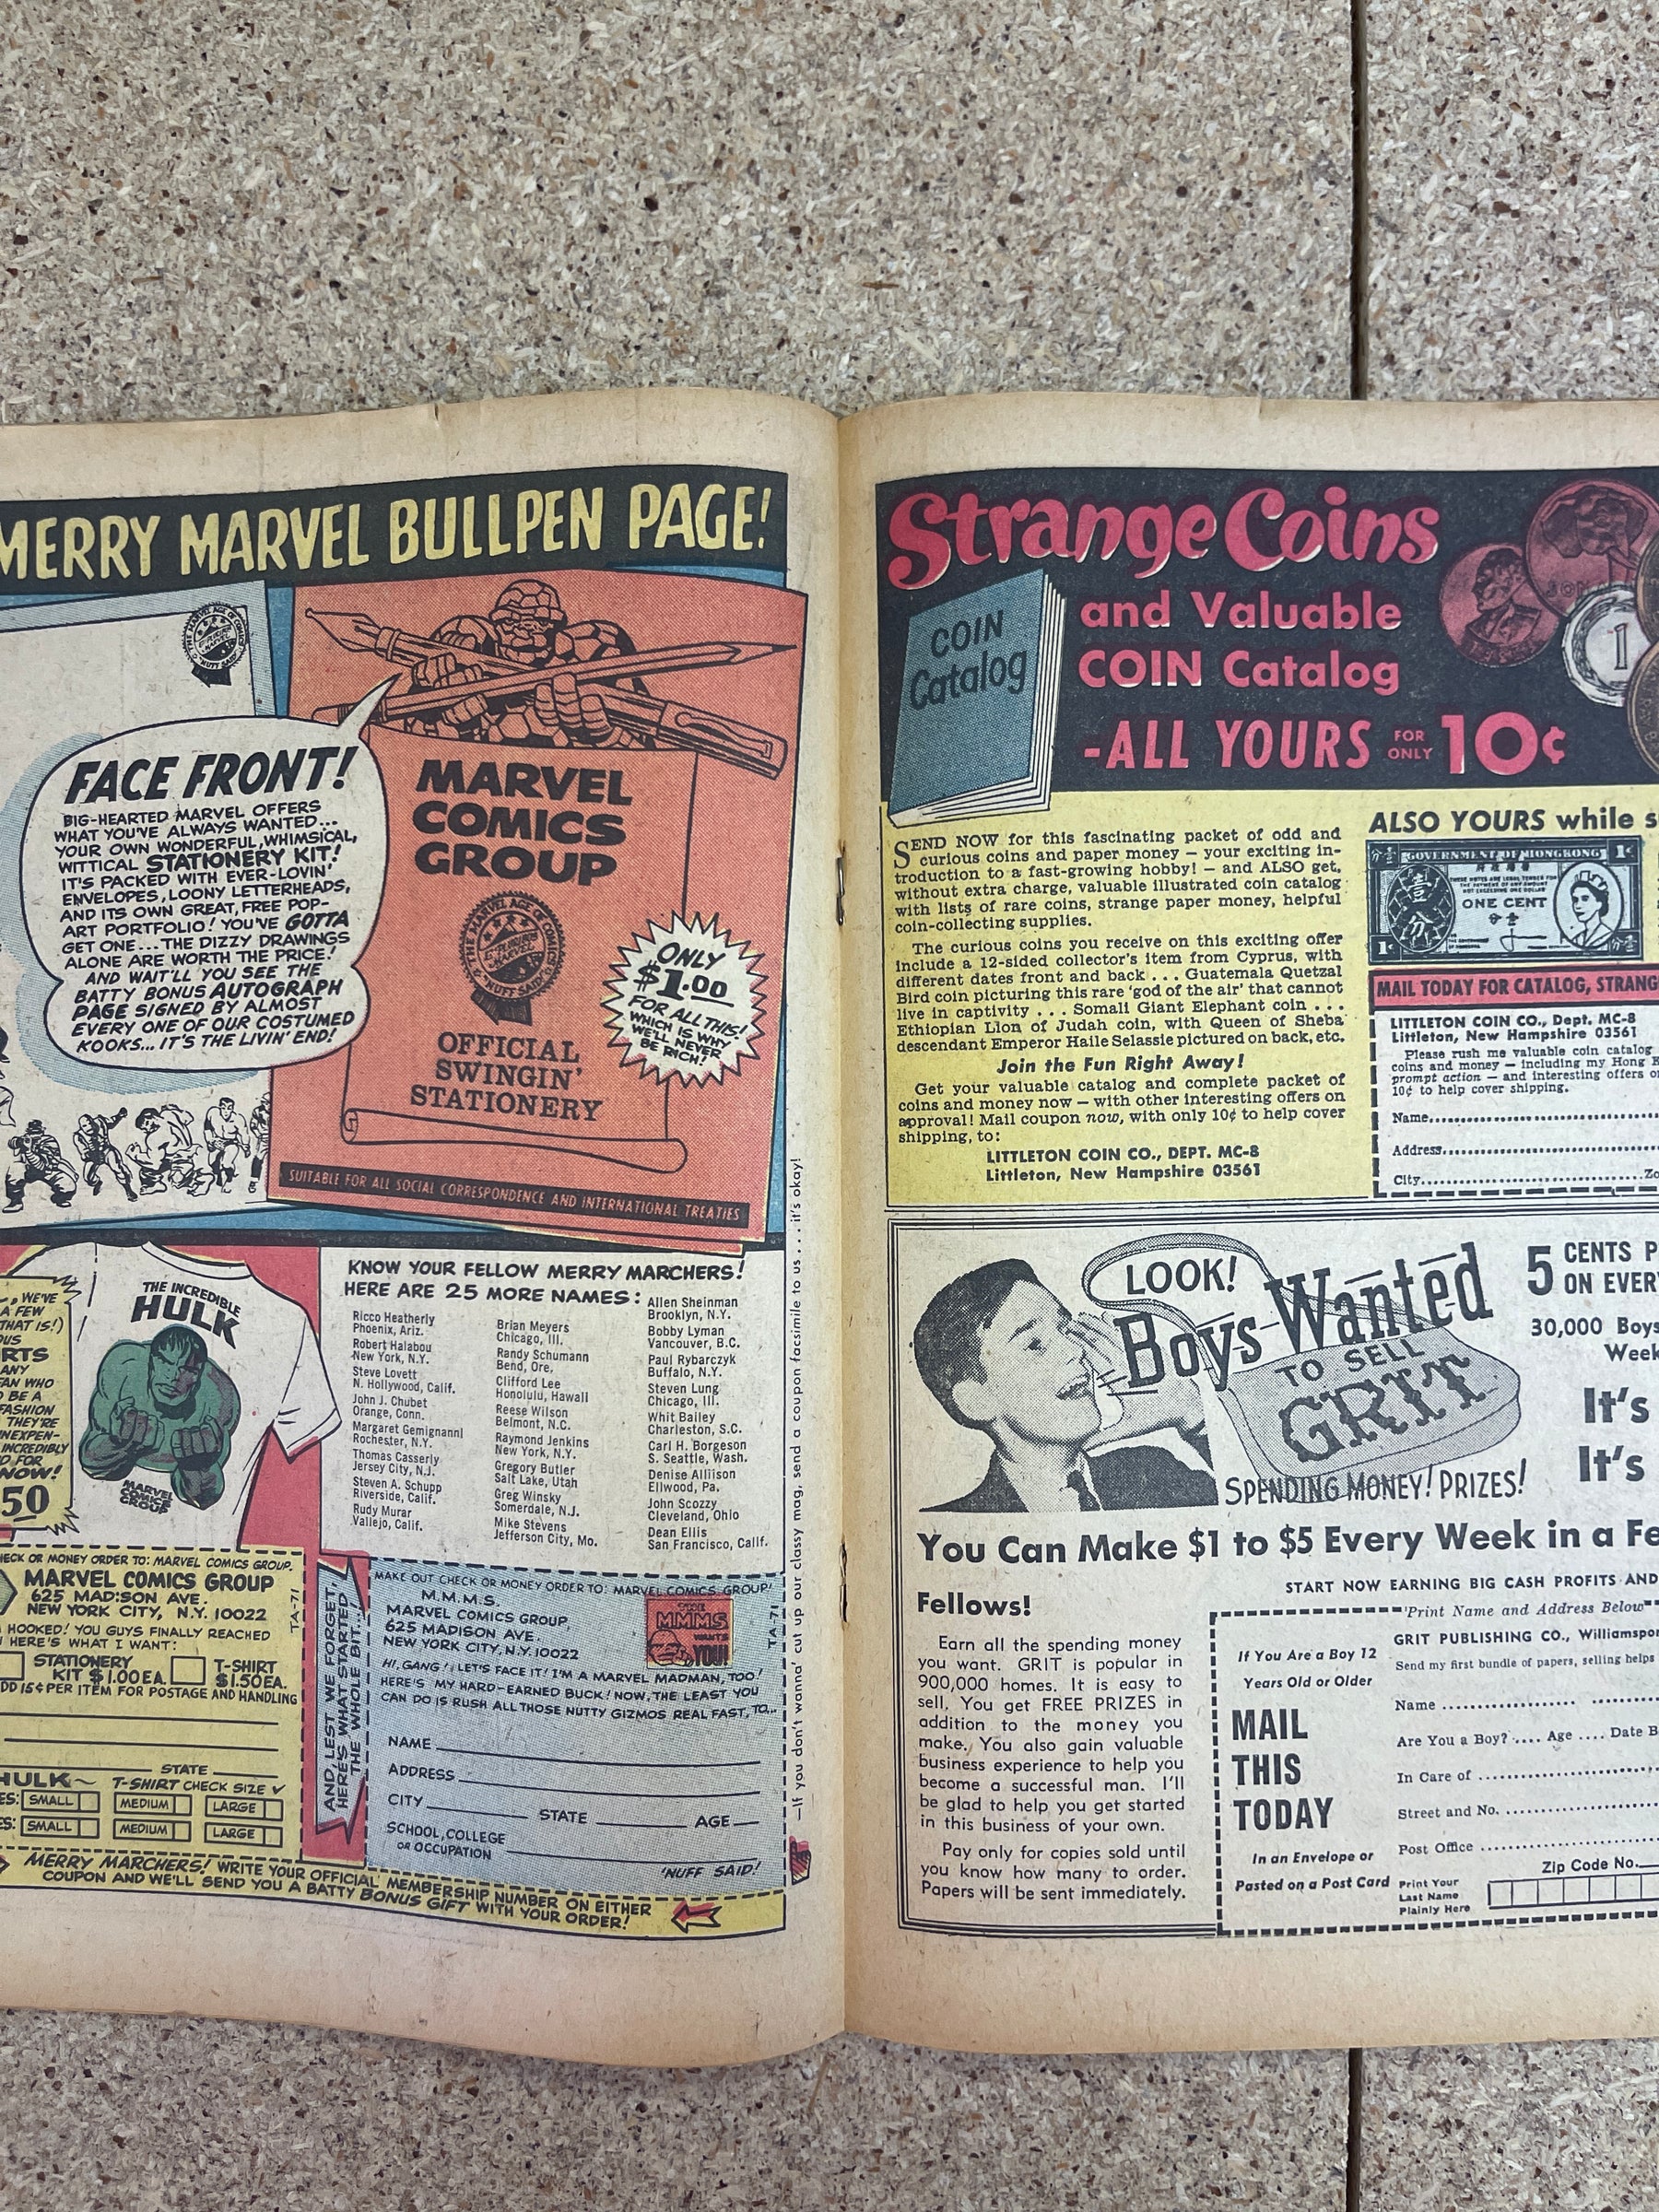 MERRY MARVEL BULLPEN PAGE!
THE MARVEL AGE OF COMICS
'NUFF SAID!
FACE FRONT!
BIG-HEARTED MARVEL OFFERS
WHAT YOU'VE ALWAYS WANTED...
YOUR OWN WONDERFUL, WHIMSICAL,
WITTICAL STATIONERY KIT!
IT'S PACKED WITH EVER-LOVIN'
ENVELOPES, LOONY LETTERHEADS,
AND ITS OWN GREAT, FREE POP-
ART PORTFOLIO! YOU'VE GOTTA
GET ONE...THE DIZZY DRAWINGS
ALONE ARE WORTH THE PRICE!
AND WAIT'LL YOU SEE THE
BATTY BONUS AUTOGRAPH
PAGE SIGNED BY ALMOST
EVERY ONE OF OUR COSTUMED
KOOKS... IT'S THE LIVIN' END!
MARVEL
COMICS
GROUP
THE MARVEL AGE OF COMICS
'NUFF SAID!
OFFICIAL
SWINGIN'
STATIONERY
ONLY
$1.00
FOR ALL THIS!
WHICH IS WHY
WE'LL NEVER
BE RICH!
SUITABLE FOR ALL SOCIAL CORRESPONDENCE AND INTERNATIONAL TREATIES
WE'VE
A FEW
THAT IS!)
ANY
FAN WHO
BE A
FASHION
THEY'RE
INEXPEN-
INCREDIBLY
FOR
NOW!
50
THE INCREDIBLE
HULK
MARVEL
COMICS
GROUP
KNOW YOUR FELLOW MERRY MARCHERS!
HERE ARE 25 MORE NAMES:
Ricco Heatherly
Phoenix, Ariz.
Robert Halabou
New York, N.Y.
Steve Lovett
N. Hollywood, Calif.
John J. Chubet
Orange, Conn.
Margaret Gemignanni
Rochester, N.Y.
Thomas Casserly
Jersey City, N.J.
Steven A. Schupp
Riverside, Calif.
Rudy Murar
Vallejo, Calif.
Brian Meyers
Chicago, Ill.
Randy Schumann
Bend, Ore,
Clifford Lee
Honolulu, Hawaii
Reese Wilson
Belmont, N.C.
Raymond Jenkins
New York, N.Y.
Gregory Butler
Salt Lake, Utah
Greg Winsky
Somerdale, N.J.
Mike Stevens
Jefferson City, Mo.
Allen Sheinman
Brooklyn, N.Y.
Bobby Lyman
Vancouver, B.C.
Paul Rybarczyk
Buffalo, N.Y.
Steven Lung
Chicago, Ill.
Whit Bailey
Charleston, S.C.
Carl H. Borgeson
S. Seattle, Wash.
Denise Allison
Ellwood, Pa.
John Scozzy
Cleveland, Ohio
Dean Ellis
San Francisco, Calif.
CHECK OR MONEY ORDER TO: MARVEL COMICS GROUP.
MARVEL COMICS GROUP
625 MADISON AVE.
NEW YORK CITY, N.Y. 10022
TA-71
HOOKED! YOU GUYS FINALLY REACHED
HERE'S WHAT I WANT:
STATIONERY
KIT $1.00 EA.
T-SHIRT
$1.50 EA.
ADD 15¢ PER ITEM FOR POSTAGE AND HANDLING
STATE
HULK~ T-SHIRT CHECK SIZE ✓
SMALL MEDIUM LARGE
SMALL MEDIUM LARGE
AND, LEST WE FORGET,
HERE'S WHAT STARTED
THE WHOLE BIT...!
MAKE OUT CHECK OR MONEY ORDER TO: MARVEL COMICS GROUP!
M.M.M.S.
MARVEL COMICS GROUP,
625 MADISON AVE.
NEW YORK CITY, N.Y. 10022
THE
MMMS
WANTS
YOU!
TA-71
HI, GANG! LET'S FACE IT! I'M A MARVEL MADMAN, TOO!
HERE'S MY HARD-EARNED BUCK! NOW, THE LEAST YOU
CAN DO IS RUSH ALL THOSE NUTTY GIZMOS REAL FAST, TO...
NAME
ADDRESS
CITY STATE AGE
SCHOOL, COLLEGE
OR OCCUPATION
'NUFF SAID!
MERRY MARCHERS! WRITE YOUR OFFICIAL MEMBERSHIP NUMBER ON EITHER
COUPON AND WE'LL SEND YOU A BATTY BONUS GIFT WITH YOUR ORDER!
—If you don't wanna' cut up our classy mag, send a coupon facsimile to us . . . it's okay!
Strange Coins
and Valuable
COIN Catalog
-ALL YOURS FOR ONLY 10¢
COIN
Catalog
SEND NOW for this fascinating packet of odd and
curious coins and paper money — your exciting in-
troduction to a fast-growing hobby! — and ALSO get,
without extra charge, valuable illustrated coin catalog
with lists of rare coins, strange paper money, helpful
coin-collecting supplies.
The curious coins you receive on this exciting offer
include a 12-sided collector's item from Cyprus, with
different dates front and back . . . Guatemala Quetzal
Bird coin picturing this rare 'god of the air' that cannot
live in captivity . . . Somali Giant Elephant coin . . . .
Ethiopian Lion of Judah coin, with Queen of Sheba
descendant Emperor Haile Selassie pictured on back, etc.
Join the Fun Right Away!
Get your valuable catalog and complete packet of
coins and money now — with other interesting offers on
approval! Mail coupon now, with only 10¢ to help cover
shipping, to:
LITTLETON COIN CO., DEPT. MC-8
Littleton, New Hampshire 03561
ALSO YOURS while s
GOVERNMENT OF HONGKONG
1¢
ONE CENT
1¢
MAIL TODAY FOR CATALOG, STRANG
LITTLETON COIN CO., Dept. MC-8
Littleton, New Hampshire 03561
Please rush me valuable coin catalog
coins and money — including my Hong K
prompt action — and interesting offers o
10¢ to help cover shipping.
Name
Address
City Zo
LOOK!
Boys Wanted
TO SELL
GRIT
SPENDING MONEY! PRIZES!
5 CENTS P
ON EVERY
30,000 Boys
Week
It's
It's
You Can Make $1 to $5 Every Week in a Fe
START NOW EARNING BIG CASH PROFITS AND
Fellows!
Earn all the spending money
you want. GRIT is popular in
900,000 homes. It is easy to
sell. You get FREE PRIZES in
addition to the money you
make. You also gain valuable
business experience to help you
become a successful man. I'll
be glad to help you get started
in this business of your own.
Pay only for copies sold until
you know how many to order.
Papers will be sent immediately.
If You Are a Boy 12
Years Old or Older
MAIL
THIS
TODAY
In an Envelope or
Pasted on a Post Card
Print Name and Address Below
GRIT PUBLISHING CO., Williamspor
Send my first bundle of papers, selling helps
Name
Are You a Boy? .... Age .... Date B
In Care of
Street and No.
Post Office
Zip Code No.
Print Your
Last Name
Plainly Here